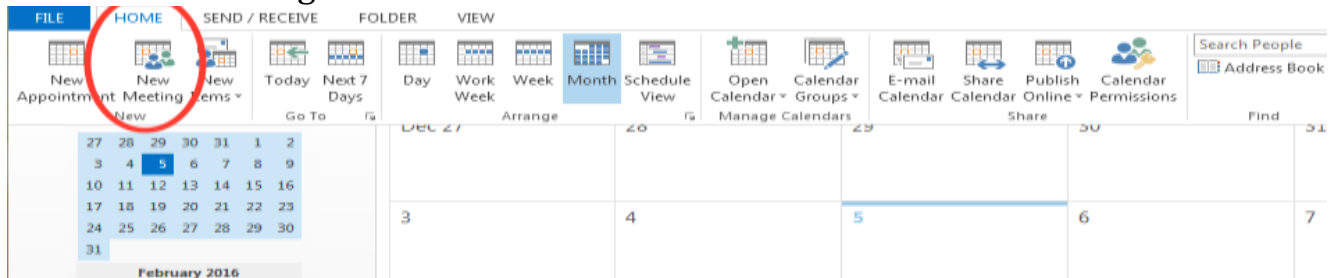 FILE HOME SEND / RECEIVE FOLDER VIEW
New Appointment New Meeting New Items Today Next 7 Days Day Work Week Week Month Schedule View Open Calendar Calendar Groups E-mail Calendar Share Calendar Publish Online Calendar Permissions Search People Address Book
New Go To Arrange Manage Calendars Share Find
27 28 29 30 31 1 2
3 4 5 6 7 8 9
10 11 12 13 14 15 16
17 18 19 20 21 22 23
24 25 26 27 28 29 30
31
February 2016
Dec 27 28 29 30 31
3 4 5 6 7